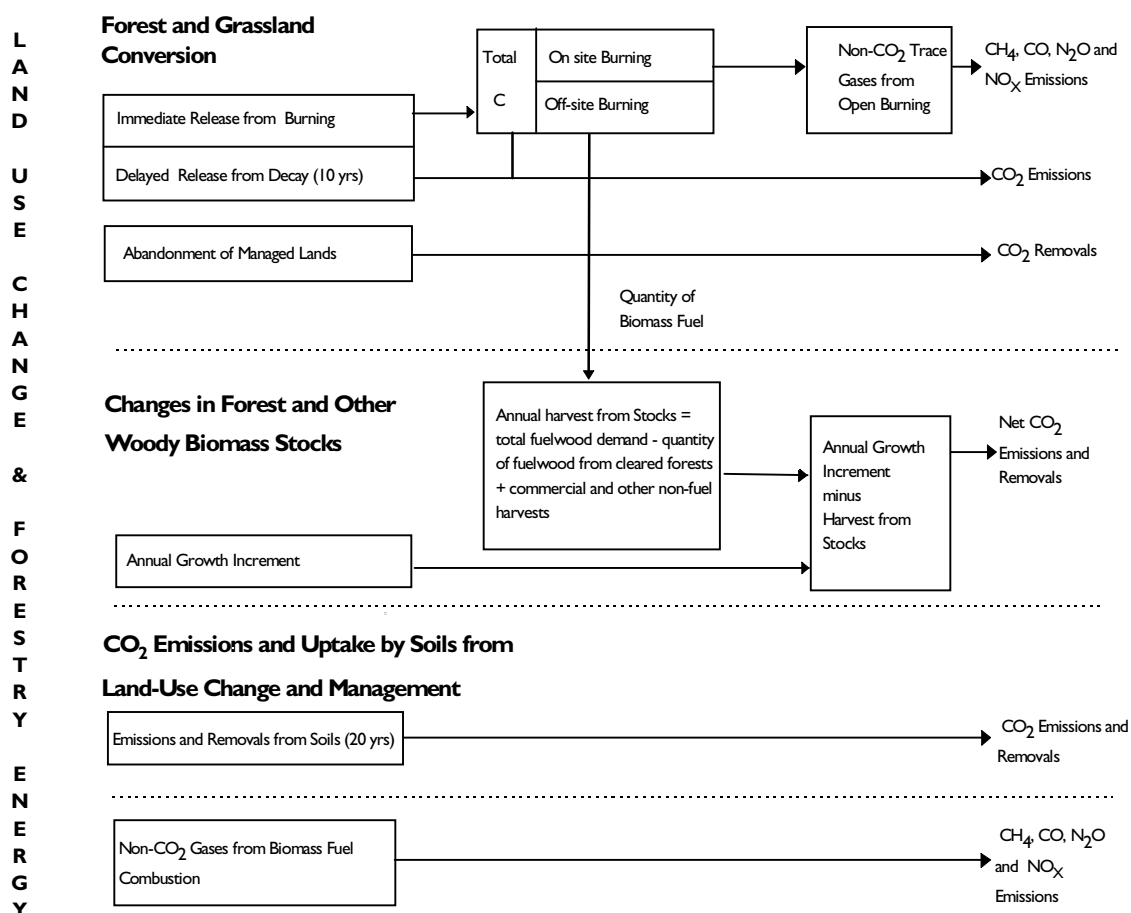 LAND USE CHANGE & FORESTRY ENERGY
Forest and Grassland
Conversion
Immediate Release from Burning
Delayed Release from Decay (10 yrs)
Abandonment of Managed Lands
Total
C
On site Burning
Off-site Burning
Non-CO₂ Trace
Gases from
Open Burning
CH₄, CO, N₂O and
NOₓ Emissions
CO₂ Emissions
CO₂ Removals
Quantity of
Biomass Fuel
Changes in Forest and Other
Woody Biomass Stocks
Annual harvest from Stocks =
total fuelwood demand - quantity
of fuelwood from cleared forests
+ commercial and other non-fuel
harvests
Annual Growth Increment
Annual Growth
Increment
minus
Harvest from
Stocks
Net CO₂
Emissions and
Removals
CO₂ Emissions and Uptake by Soils from
Land-Use Change and Management
Emissions and Removals from Soils (20 yrs)
CO₂ Emissions and
Removals
Non-CO₂ Gases from Biomass Fuel
Combustion
CH₄, CO, N₂O
and NOₓ
Emissions